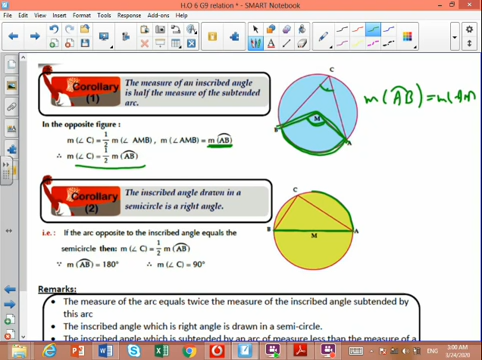 H.O 6 G9 relation * - SMART Notebook
Edit View Insert Format Tools Add-ons Response Help
Corollary
(1)
The measure of an inscribed angle
is half the measure of the subtended
arc.
In the opposite figure :
m (∠ C) = 1/2 m (∠ AMB) , m (∠ AMB) = m (AB)
∴ m (∠ C) = 1/2 m (AB)
C
M
B
A
m (AB) = m(AM
Corollary
(2)
The inscribed angle drawn in a
semicircle is a right angle.
i.e.: If the arc opposite to the inscribed angle equals the
semicircle then: m (∠ C) = 1/2 m (AB)
∵ m (AB) = 180° ∴ m (∠ C) = 90°
C
B
M
A
Remarks:
• The measure of the arc equals twice the measure of the inscribed angle subtended by
this arc
• The inscribed angle which is right angle is drawn in a semi-circle.
• The inscribed angle which is subtended by an arc of measure less than the measure of a
ENG
3/24/2020